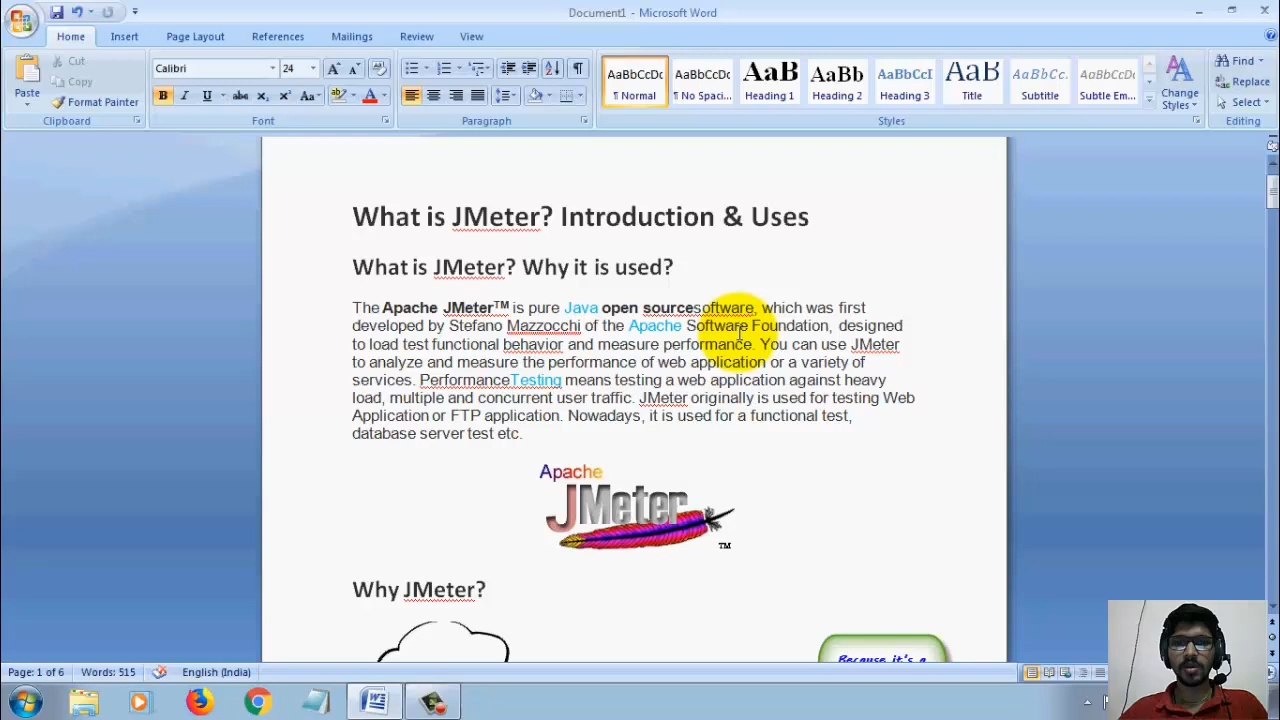 Document1 - Microsoft Word
Home Insert Page Layout References Mailings Review View
Paste
Cut
Copy
Format Painter
Clipboard
Calibri 24
B I U abc x₂ x² Aa
Font
Paragraph
AaBbCcDc AaBbCcDc AaB AaBb AaBbCcI AaB AaBbCc. AaBbCcDc
¶ Normal ¶ No Spaci... Heading 1 Heading 2 Heading 3 Title Subtitle Subtle Em...
Change
Styles
Styles
Find
Replace
Select
Editing
What is JMeter? Introduction & Uses
What is JMeter? Why it is used?
The Apache JMeter™ is pure Java open sourcesoftware, which was first
developed by Stefano Mazzocchi of the Apache Software Foundation, designed
to load test functional behavior and measure performance. You can use JMeter
to analyze and measure the performance of web application or a variety of
services. PerformanceTesting means testing a web application against heavy
load, multiple and concurrent user traffic. JMeter originally is used for testing Web
Application or FTP application. Nowadays, it is used for a functional test,
database server test etc.
Apache
JMeter
TM
Why JMeter?
Because it's a
Page: 1 of 6 Words: 515 English (India)